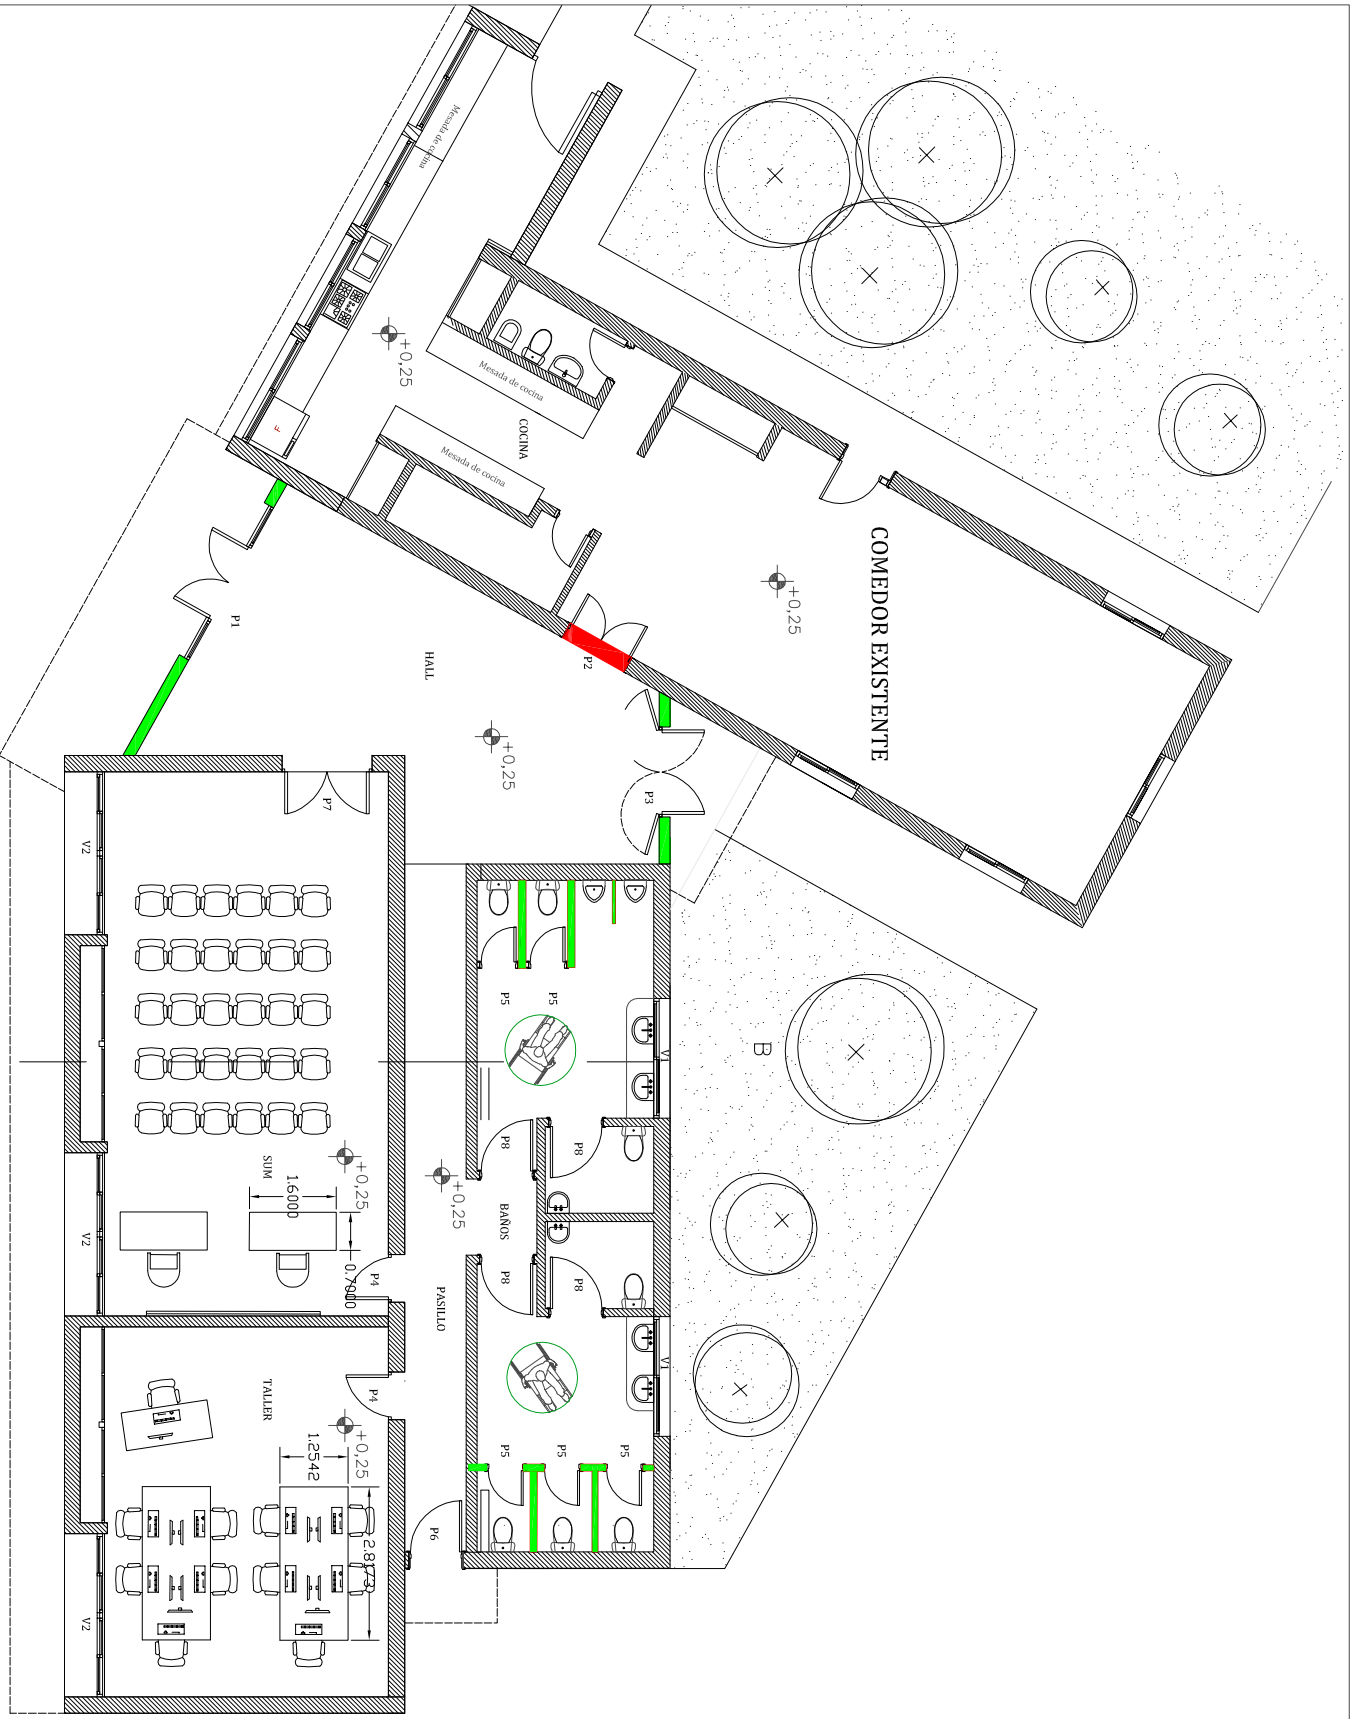 Mesada de cocina
+0,25
Mesada de cocina
COCINA
Mesada de cocina
F
COMEDOR EXISTENTE
+0,25
P1
HALL
P2
+0,25
P3
P7
V2
P5
P5
V1
B
P8
P8
SUM
+0,25
1.6000
0.7000
+0,25
BAÑOS
V2
P4
P8
P8
PASILLO
V1
P4
TALLER
+0,25
1.2542
2.8173
P5
P5
P5
P6
V2